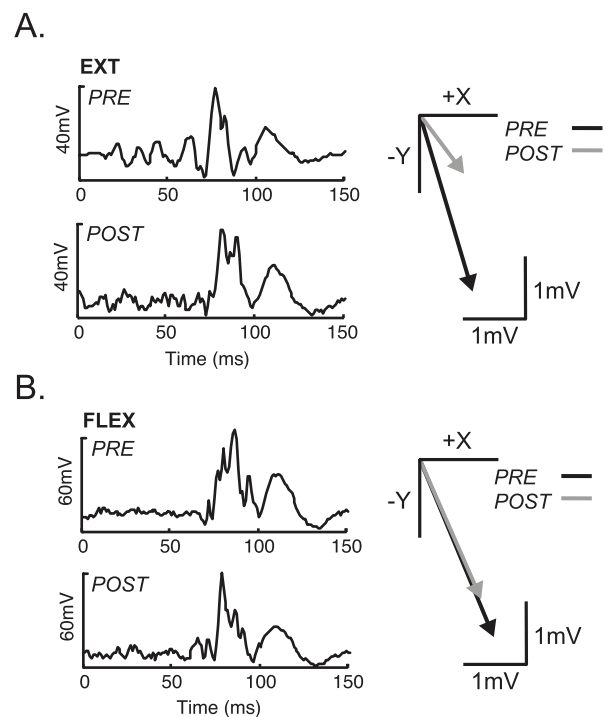 A.
EXT
PRE
40mV
0 50 100 150
POST
40mV
0 50 100 150
Time (ms)
+X
-Y
PRE
POST
1mV
1mV
B.
FLEX
PRE
60mV
0 50 100 150
POST
60mV
0 50 100 150
Time (ms)
+X
-Y
PRE
POST
1mV
1mV